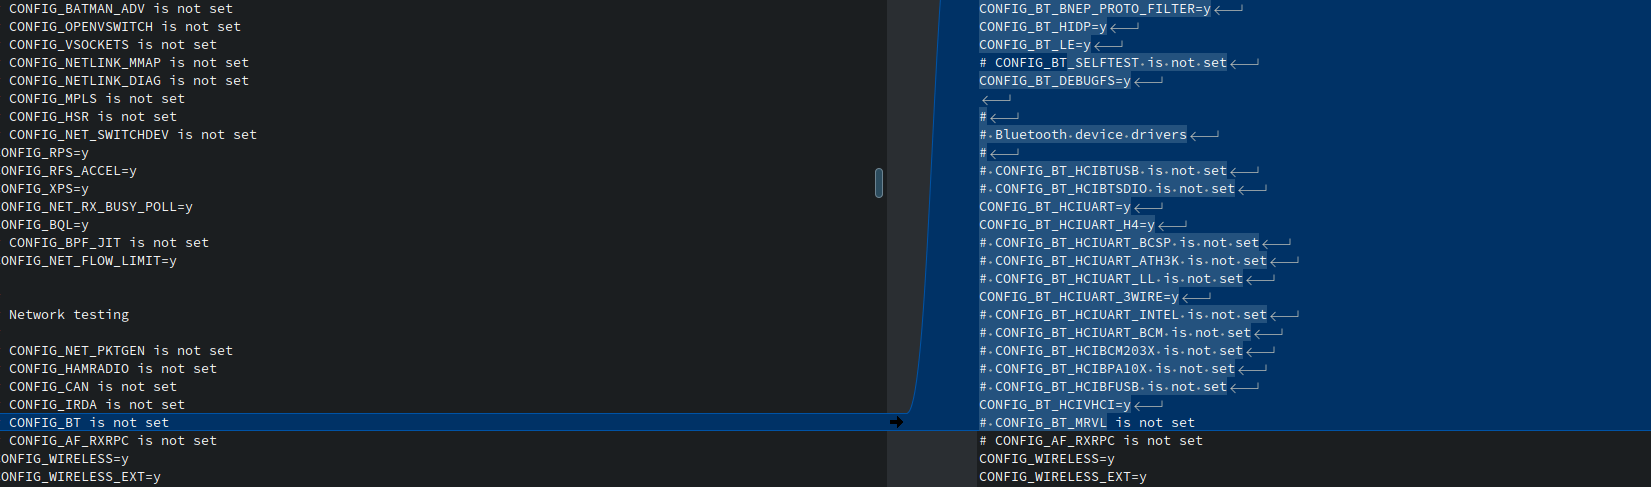 CONFIG_BATMAN_ADV is not set
CONFIG_OPENVSWITCH is not set
CONFIG_VSOCKETS is not set
CONFIG_NETLINK_MMAP is not set
CONFIG_NETLINK_DIAG is not set
CONFIG_MPLS is not set
CONFIG_HSR is not set
CONFIG_NET_SWITCHDEV is not set
ONFIG_RPS=y
ONFIG_RFS_ACCEL=y
ONFIG_XPS=y
ONFIG_NET_RX_BUSY_POLL=y
ONFIG_BQL=y
CONFIG_BPF_JIT is not set
ONFIG_NET_FLOW_LIMIT=y
Network testing
CONFIG_NET_PKTGEN is not set
CONFIG_HAMRADIO is not set
CONFIG_CAN is not set
CONFIG_IRDA is not set
CONFIG_BT is not set
CONFIG_AF_RXRPC is not set
ONFIG_WIRELESS=y
ONFIG_WIRELESS_EXT=y
CONFIG_BT_BNEP_PROTO_FILTER=y
CONFIG_BT_HIDP=y
CONFIG_BT_LE=y
# CONFIG_BT_SELFTEST is not set
CONFIG_BT_DEBUGFS=y
#
# Bluetooth device drivers
#
# CONFIG_BT_HCIBTUSB is not set
# CONFIG_BT_HCIBTSDIO is not set
CONFIG_BT_HCIUART=y
CONFIG_BT_HCIUART_H4=y
# CONFIG_BT_HCIUART_BCSP is not set
# CONFIG_BT_HCIUART_ATH3K is not set
# CONFIG_BT_HCIUART_LL is not set
CONFIG_BT_HCIUART_3WIRE=y
# CONFIG_BT_HCIUART_INTEL is not set
# CONFIG_BT_HCIUART_BCM is not set
# CONFIG_BT_HCIBCM203X is not set
# CONFIG_BT_HCIBPA10X is not set
# CONFIG_BT_HCIBFUSB is not set
CONFIG_BT_HCIVHCI=y
# CONFIG_BT_MRVL is not set
# CONFIG_AF_RXRPC is not set
CONFIG_WIRELESS=y
CONFIG_WIRELESS_EXT=y